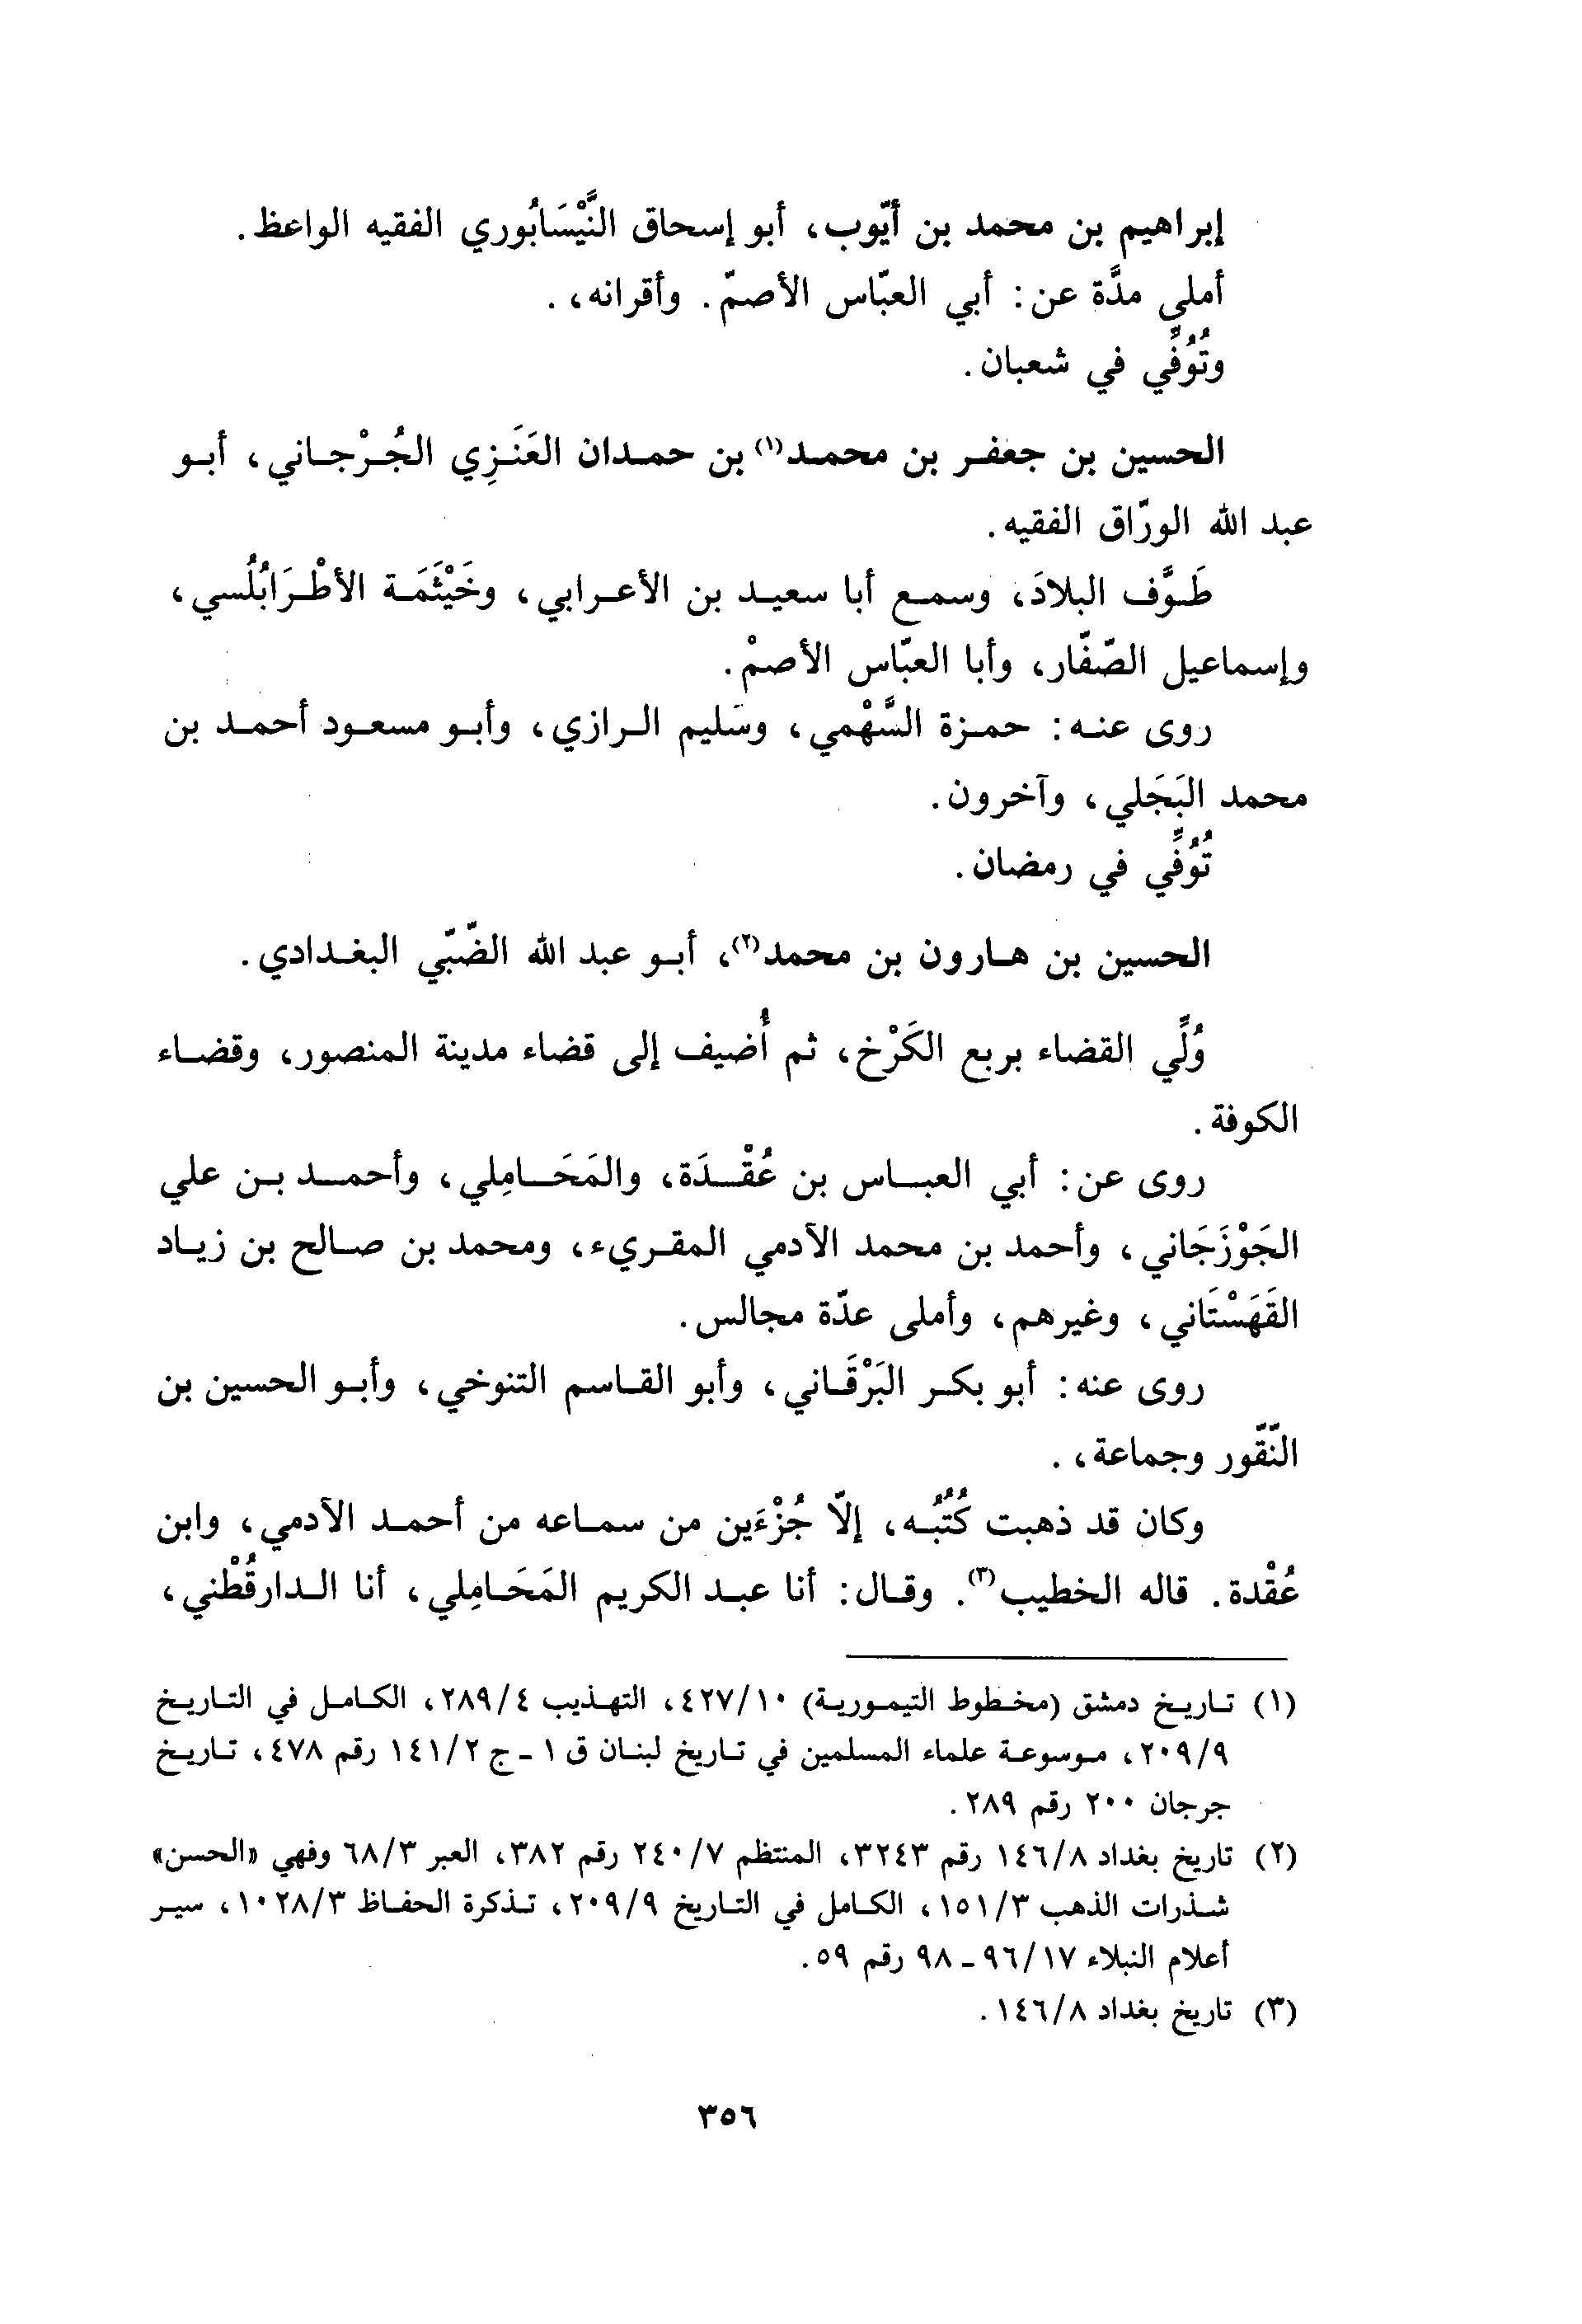 إبراهيم بن محمد بن أيّوب، أبو إسحاق النَّيْسَابُوري الفقيه الواعظ.
أملي مدَّة عن: أبي العبّاس الأصمّ. وأقرانه، .
وتُوُفِّي في شعبان.
الحسين بن جعفر بن محمد(١) بن حمدان العَنَزِي الجُرْجاني، أبو
عبد الله الورّاق الفقيه.
طَوَّف البلادَ، وسمع أبا سعيد بن الأعرابي، وخَيْثَمَة الأطْرَابُلُسي،
وإسماعيل الصّفّار، وأبا العبّاس الأصمْ.
روى عنه: حمزة السَّهْمي، وسَليم الرازي، وأبو مسعود أحمد بن
محمد البَجَلي، وآخرون.
تُوُفِّي في رمضان.
الحسين بن هارون بن محمد(٢)، أبو عبد الله الضّبّي البغدادي.
وُلِّي القضاء بربع الكَرْخ، ثم أُضيف إلى قضاء مدينة المنصور، وقضاء
الكوفة.
روى عن: أبي العباس بن عُقْدَة، والمَحَامِلي، وأحمد بن علي
الجَوْزَجَاني، وأحمد بن محمد الآدمي المقريء، ومحمد بن صالح بن زياد
القَهَسْتَاني، وغيرهم، وأملى عدّة مجالس.
روى عنه: أبو بكر البَرْقَاني، وأبو القاسم التنوخي، وأبو الحسين بن
النّقّور وجماعة، .
وكان قد ذهبت كُتُبُه، إلّا جُزْءَين من سماعه من أحمد الآدمي، وابن
عُقْدة. قاله الخطيب(٣). وقال: أنا عبد الكريم المَحَامِلي، أنا الدارقُطْني،
(١) تاريخ دمشق (مخطوط التيمورية) ٤٢٧/١٠، التهذيب ٢٨٩/٤، الكامل في التاريخ
٢٠٩/٩، موسوعة علماء المسلمين في تاريخ لبنان ق ١ - ج ١٤١/٢ رقم ٤٧٨، تاريخ
جرجان ٢٠٠ رقم ٢٨٩.
(٢) تاريخ بغداد ١٤٦/٨ رقم ٣٢٤٣، المنتظم ٢٤٠/٧ رقم ٣٨٢، العبر ٦٨/٣ وفهي «الحسن»
شذرات الذهب ١٥١/٣، الكامل في التاريخ ٢٠٩/٩، تذكرة الحفاظ ١٠٢٨/٣، سير
أعلام النبلاء ٩٦/١٧ - ٩٨ رقم ٥٩.
(٣) تاريخ بغداد ١٤٦/٨.
٣٥٦